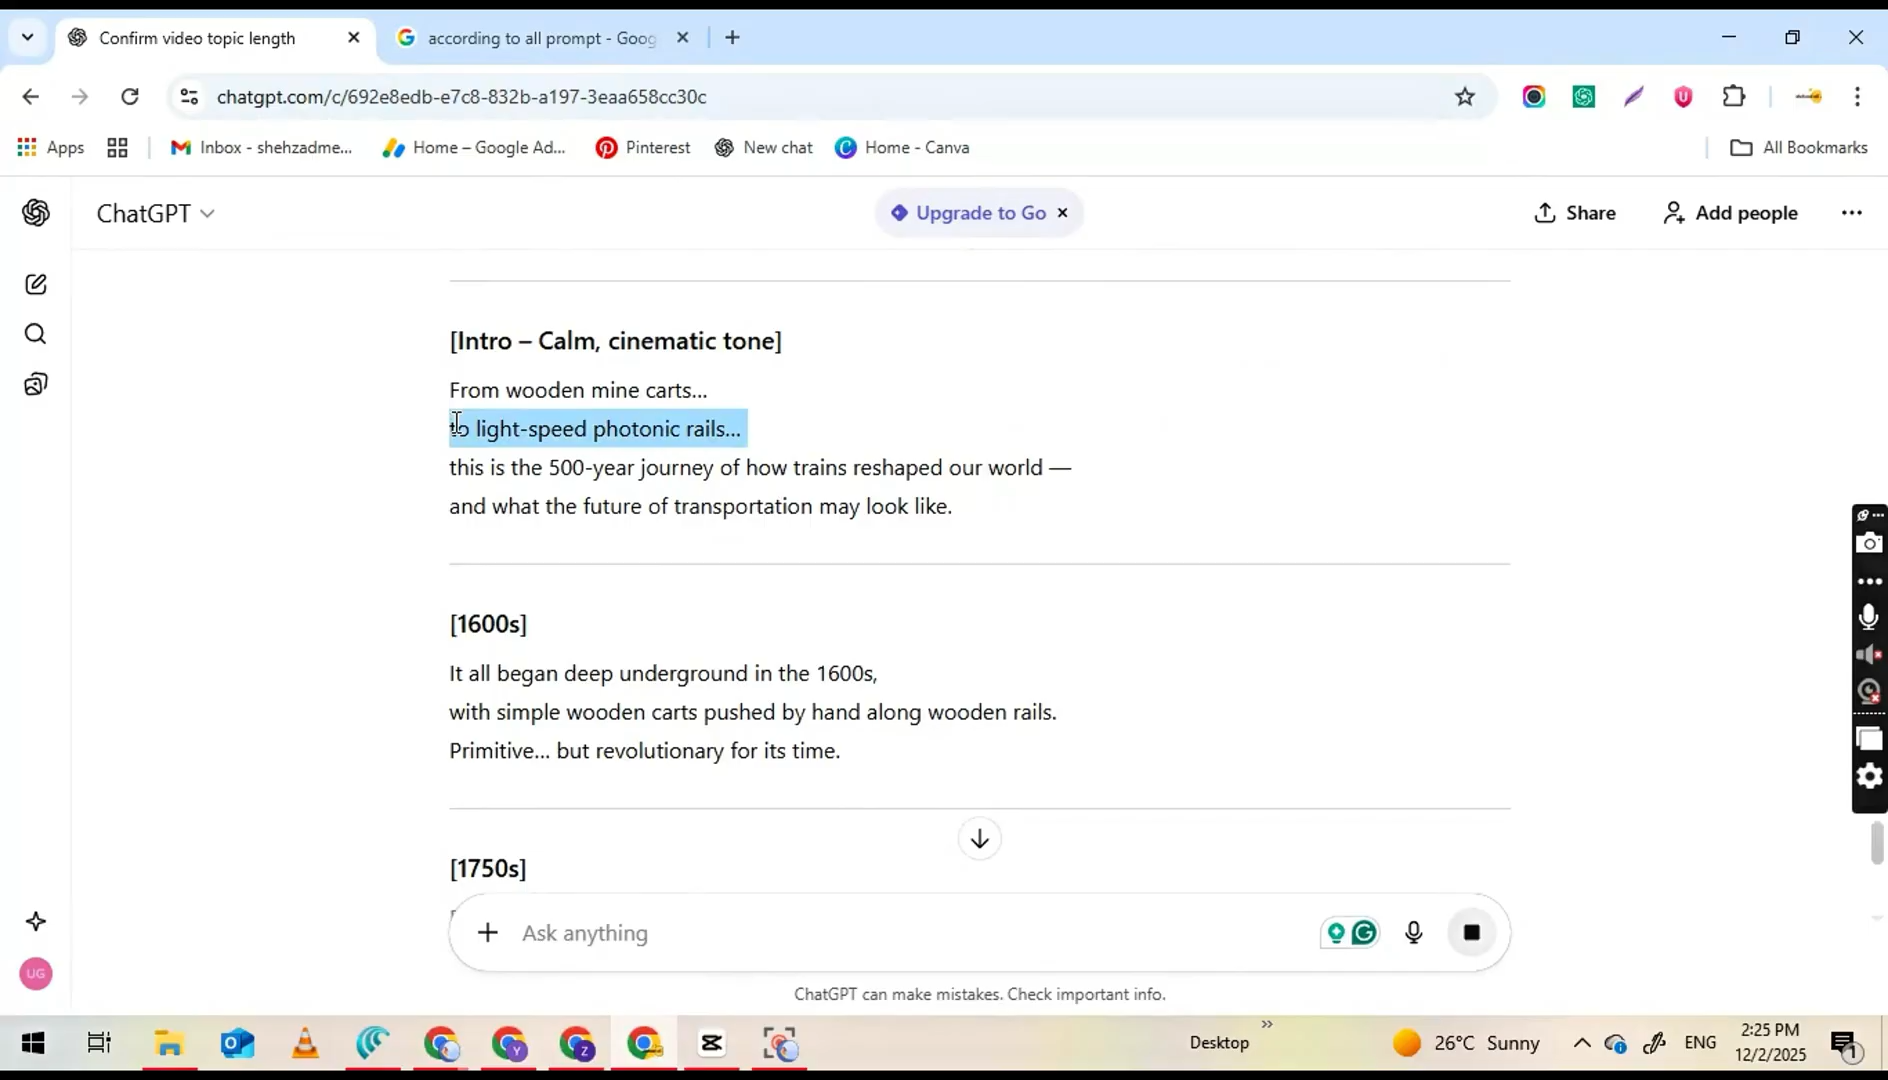 Confirm video topic length
according to all prompt - Goog
chatgpt.com/c/692e8edb-e7c8-832b-a197-3eaa658cc30c
Apps
Inbox - shehzadme...
Home – Google Ad...
Pinterest
New chat
Home - Canva
All Bookmarks
ChatGPT
Upgrade to Go
Share
Add people
[Intro – Calm, cinematic tone]
From wooden mine carts...
to light-speed photonic rails...
this is the 500-year journey of how trains reshaped our world —
and what the future of transportation may look like.
[1600s]
It all began deep underground in the 1600s,
with simple wooden carts pushed by hand along wooden rails.
Primitive... but revolutionary for its time.
[1750s]
Ask anything
UG
ChatGPT can make mistakes. Check important info.
Desktop
26°C Sunny
ENG
2:25 PM
12/2/2025
1